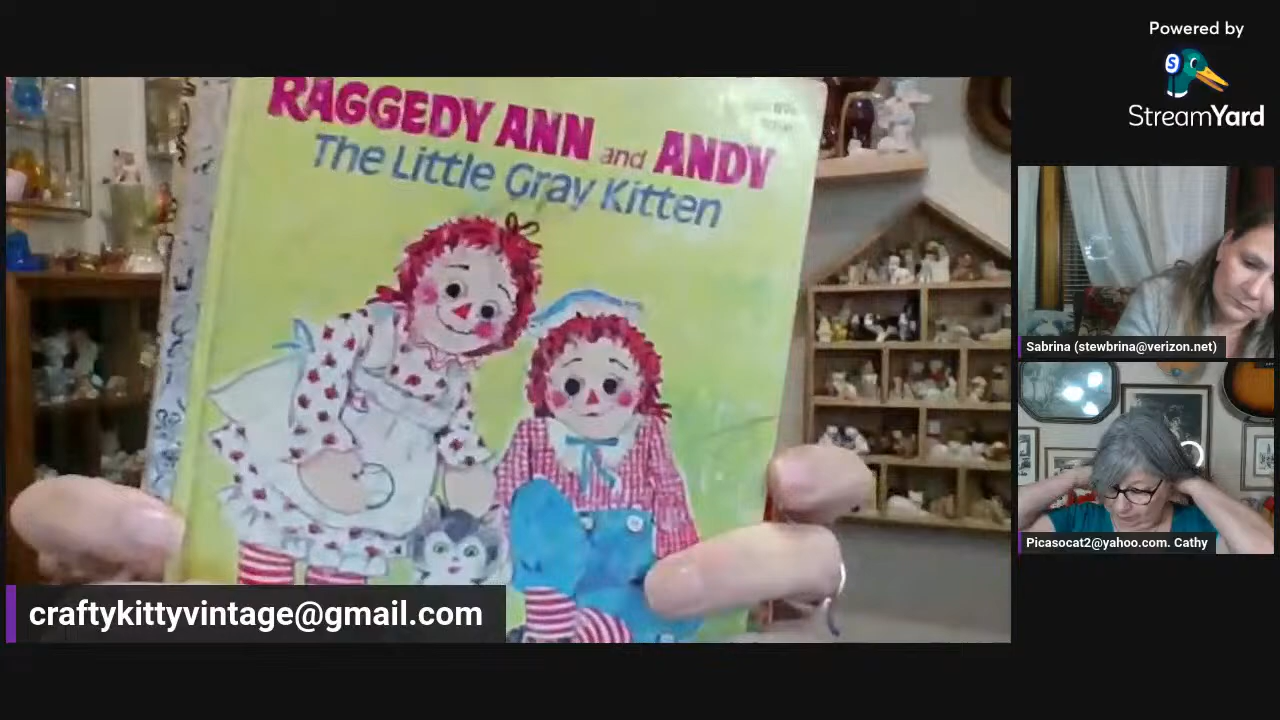 Powered by
StreamYard
RAGGEDY ANN and ANDY
The Little Gray Kitten
Sabrina (stewbrina@verizon.net)
Picasocat2@yahoo.com. Cathy
craftykittyvintage@gmail.com